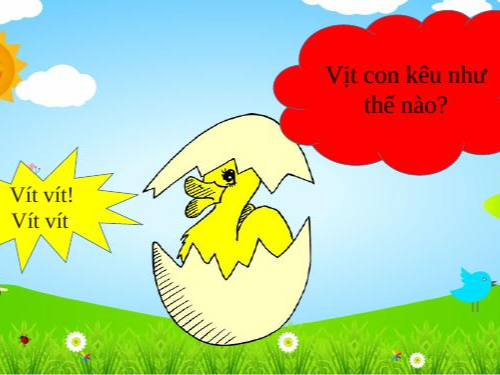 Vịt con kêu như
thế nào?
Vít vít!
Vít vít